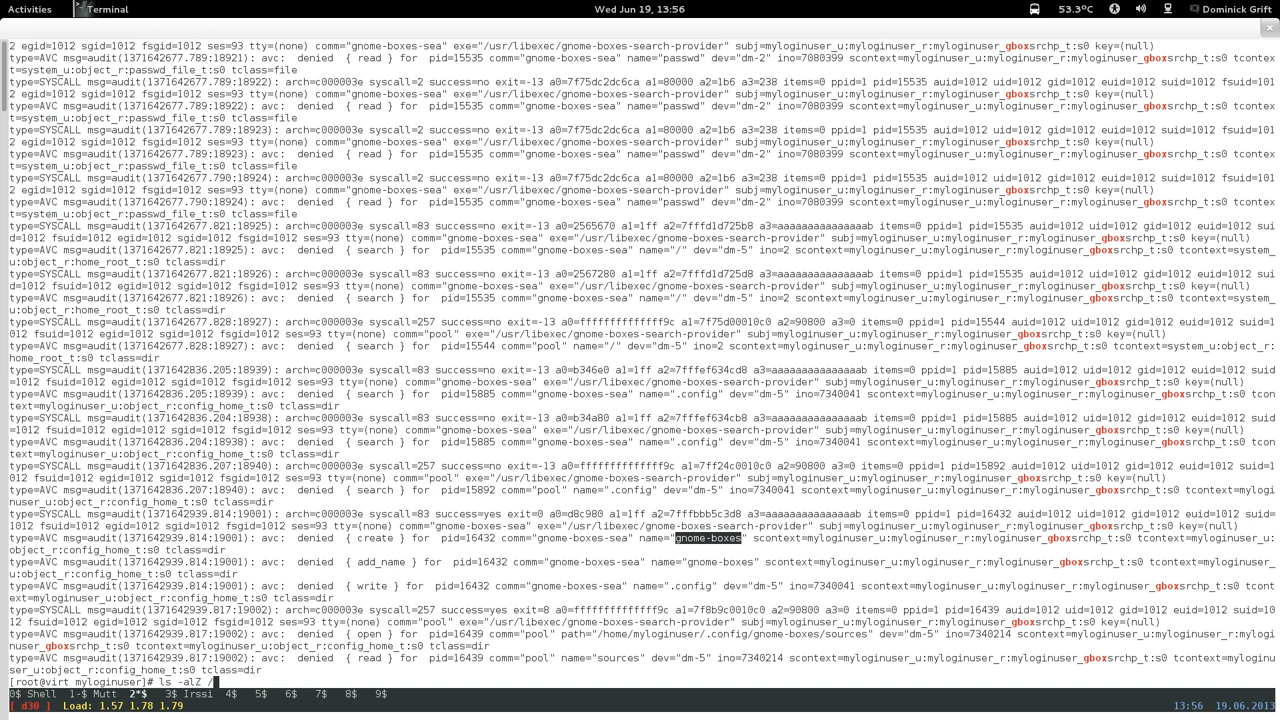 Activities Terminal Wed Jun 19, 13:56 53.3°C Dominick Grift
2 egid=1012 sgid=1012 fsgid=1012 ses=93 tty=(none) comm="gnome-boxes-sea" exe="/usr/libexec/gnome-boxes-search-provider" subj=myloginuser_u:myloginuser_r:myloginuser_gboxsrchp_t:s0 key=(null)
type=AVC msg=audit(1371642677.789:18921): avc:  denied  { read } for  pid=15535 comm="gnome-boxes-sea" name="passwd" dev="dm-2" ino=7080399 scontext=myloginuser_u:myloginuser_r:myloginuser_gboxsrchp_t:s0 tcontex
t=system_u:object_r:passwd_file_t:s0 tclass=file
type=SYSCALL msg=audit(1371642677.789:18922): arch=c000003e syscall=2 success=no exit=-13 a0=7f75dc2dc6ca a1=80000 a2=1b6 a3=238 items=0 ppid=1 pid=15535 auid=1012 uid=1012 gid=1012 euid=1012 suid=1012 fsuid=101
2 egid=1012 sgid=1012 fsgid=1012 ses=93 tty=(none) comm="gnome-boxes-sea" exe="/usr/libexec/gnome-boxes-search-provider" subj=myloginuser_u:myloginuser_r:myloginuser_gboxsrchp_t:s0 key=(null)
type=AVC msg=audit(1371642677.789:18922): avc:  denied  { read } for  pid=15535 comm="gnome-boxes-sea" name="passwd" dev="dm-2" ino=7080399 scontext=myloginuser_u:myloginuser_r:myloginuser_gboxsrchp_t:s0 tcontex
t=system_u:object_r:passwd_file_t:s0 tclass=file
type=SYSCALL msg=audit(1371642677.789:18923): arch=c000003e syscall=2 success=no exit=-13 a0=7f75dc2dc6ca a1=80000 a2=1b6 a3=238 items=0 ppid=1 pid=15535 auid=1012 uid=1012 gid=1012 euid=1012 suid=1012 fsuid=101
2 egid=1012 sgid=1012 fsgid=1012 ses=93 tty=(none) comm="gnome-boxes-sea" exe="/usr/libexec/gnome-boxes-search-provider" subj=myloginuser_u:myloginuser_r:myloginuser_gboxsrchp_t:s0 key=(null)
type=AVC msg=audit(1371642677.789:18923): avc:  denied  { read } for  pid=15535 comm="gnome-boxes-sea" name="passwd" dev="dm-2" ino=7080399 scontext=myloginuser_u:myloginuser_r:myloginuser_gboxsrchp_t:s0 tcontex
t=system_u:object_r:passwd_file_t:s0 tclass=file
type=SYSCALL msg=audit(1371642677.790:18924): arch=c000003e syscall=2 success=no exit=-13 a0=7f75dc2dc6ca a1=80000 a2=1b6 a3=238 items=0 ppid=1 pid=15535 auid=1012 uid=1012 gid=1012 euid=1012 suid=1012 fsuid=101
2 egid=1012 sgid=1012 fsgid=1012 ses=93 tty=(none) comm="gnome-boxes-sea" exe="/usr/libexec/gnome-boxes-search-provider" subj=myloginuser_u:myloginuser_r:myloginuser_gboxsrchp_t:s0 key=(null)
type=AVC msg=audit(1371642677.790:18924): avc:  denied  { read } for  pid=15535 comm="gnome-boxes-sea" name="passwd" dev="dm-2" ino=7080399 scontext=myloginuser_u:myloginuser_r:myloginuser_gboxsrchp_t:s0 tcontex
t=system_u:object_r:passwd_file_t:s0 tclass=file
type=SYSCALL msg=audit(1371642677.821:18925): arch=c000003e syscall=83 success=no exit=-13 a0=2565670 a1=1ff a2=7fffd1d725b8 a3=aaaaaaaaaaaaaaab items=0 ppid=1 pid=15535 auid=1012 uid=1012 gid=1012 euid=1012 sui
d=1012 fsuid=1012 egid=1012 sgid=1012 fsgid=1012 ses=93 tty=(none) comm="gnome-boxes-sea" exe="/usr/libexec/gnome-boxes-search-provider" subj=myloginuser_u:myloginuser_r:myloginuser_gboxsrchp_t:s0 key=(null)
type=AVC msg=audit(1371642677.821:18925): avc:  denied  { search } for  pid=15535 comm="gnome-boxes-sea" name="/" dev="dm-5" ino=2 scontext=myloginuser_u:myloginuser_r:myloginuser_gboxsrchp_t:s0 tcontext=system_
u:object_r:home_root_t:s0 tclass=dir
type=SYSCALL msg=audit(1371642677.821:18926): arch=c000003e syscall=83 success=no exit=-13 a0=2567280 a1=1ff a2=7fffd1d725d8 a3=aaaaaaaaaaaaaaab items=0 ppid=1 pid=15535 auid=1012 uid=1012 gid=1012 euid=1012 sui
d=1012 fsuid=1012 egid=1012 sgid=1012 fsgid=1012 ses=93 tty=(none) comm="gnome-boxes-sea" exe="/usr/libexec/gnome-boxes-search-provider" subj=myloginuser_u:myloginuser_r:myloginuser_gboxsrchp_t:s0 key=(null)
type=AVC msg=audit(1371642677.821:18926): avc:  denied  { search } for  pid=15535 comm="gnome-boxes-sea" name="/" dev="dm-5" ino=2 scontext=myloginuser_u:myloginuser_r:myloginuser_gboxsrchp_t:s0 tcontext=system_
u:object_r:home_root_t:s0 tclass=dir
type=SYSCALL msg=audit(1371642677.828:18927): arch=c000003e syscall=257 success=no exit=-13 a0=ffffffffffffff9c a1=7f75d00010c0 a2=90800 a3=0 items=0 ppid=1 pid=15544 auid=1012 uid=1012 gid=1012 euid=1012 suid=1
012 fsuid=1012 egid=1012 sgid=1012 fsgid=1012 ses=93 tty=(none) comm="pool" exe="/usr/libexec/gnome-boxes-search-provider" subj=myloginuser_u:myloginuser_r:myloginuser_gboxsrchp_t:s0 key=(null)
type=AVC msg=audit(1371642677.828:18927): avc:  denied  { search } for  pid=15544 comm="pool" name="/" dev="dm-5" ino=2 scontext=myloginuser_u:myloginuser_r:myloginuser_gboxsrchp_t:s0 tcontext=system_u:object_r:
home_root_t:s0 tclass=dir
type=SYSCALL msg=audit(1371642836.205:18939): arch=c000003e syscall=83 success=no exit=-13 a0=b346e0 a1=1ff a2=7fffef634cd8 a3=aaaaaaaaaaaaaaab items=0 ppid=1 pid=15885 auid=1012 uid=1012 gid=1012 euid=1012 suid
=1012 fsuid=1012 egid=1012 sgid=1012 fsgid=1012 ses=93 tty=(none) comm="gnome-boxes-sea" exe="/usr/libexec/gnome-boxes-search-provider" subj=myloginuser_u:myloginuser_r:myloginuser_gboxsrchp_t:s0 key=(null)
type=AVC msg=audit(1371642836.205:18939): avc:  denied  { search } for  pid=15885 comm="gnome-boxes-sea" name=".config" dev="dm-5" ino=7340041 scontext=myloginuser_u:myloginuser_r:myloginuser_gboxsrchp_t:s0 tcon
text=myloginuser_u:object_r:config_home_t:s0 tclass=dir
type=SYSCALL msg=audit(1371642836.204:18938): arch=c000003e syscall=83 success=no exit=-13 a0=b34a80 a1=1ff a2=7fffef634cb8 a3=aaaaaaaaaaaaaaab items=0 ppid=1 pid=15885 auid=1012 uid=1012 gid=1012 euid=1012 suid
=1012 fsuid=1012 egid=1012 sgid=1012 fsgid=1012 ses=93 tty=(none) comm="gnome-boxes-sea" exe="/usr/libexec/gnome-boxes-search-provider" subj=myloginuser_u:myloginuser_r:myloginuser_gboxsrchp_t:s0 key=(null)
type=AVC msg=audit(1371642836.204:18938): avc:  denied  { search } for  pid=15885 comm="gnome-boxes-sea" name=".config" dev="dm-5" ino=7340041 scontext=myloginuser_u:myloginuser_r:myloginuser_gboxsrchp_t:s0 tcon
text=myloginuser_u:object_r:config_home_t:s0 tclass=dir
type=SYSCALL msg=audit(1371642836.207:18940): arch=c000003e syscall=257 success=no exit=-13 a0=ffffffffffffff9c a1=7ff24c0010c0 a2=90800 a3=0 items=0 ppid=1 pid=15892 auid=1012 uid=1012 gid=1012 euid=1012 suid=1
012 fsuid=1012 egid=1012 sgid=1012 fsgid=1012 ses=93 tty=(none) comm="pool" exe="/usr/libexec/gnome-boxes-search-provider" subj=myloginuser_u:myloginuser_r:myloginuser_gboxsrchp_t:s0 key=(null)
type=AVC msg=audit(1371642836.207:18940): avc:  denied  { search } for  pid=15892 comm="pool" name=".config" dev="dm-5" ino=7340041 scontext=myloginuser_u:myloginuser_r:myloginuser_gboxsrchp_t:s0 tcontext=mylogi
nuser_u:object_r:config_home_t:s0 tclass=dir
type=SYSCALL msg=audit(1371642939.814:19001): arch=c000003e syscall=83 success=yes exit=0 a0=d8c980 a1=1ff a2=7fffbbb5c3d8 a3=aaaaaaaaaaaaaaab items=0 ppid=1 pid=16432 auid=1012 uid=1012 gid=1012 euid=1012 suid=
1012 fsuid=1012 egid=1012 sgid=1012 fsgid=1012 ses=93 tty=(none) comm="gnome-boxes-sea" exe="/usr/libexec/gnome-boxes-search-provider" subj=myloginuser_u:myloginuser_r:myloginuser_gboxsrchp_t:s0 key=(null)
type=AVC msg=audit(1371642939.814:19001): avc:  denied  { create } for  pid=16432 comm="gnome-boxes-sea" name="gnome-boxes" scontext=myloginuser_u:myloginuser_r:myloginuser_gboxsrchp_t:s0 tcontext=myloginuser_u:
object_r:config_home_t:s0 tclass=dir
type=AVC msg=audit(1371642939.814:19001): avc:  denied  { add_name } for  pid=16432 comm="gnome-boxes-sea" name="gnome-boxes" scontext=myloginuser_u:myloginuser_r:myloginuser_gboxsrchp_t:s0 tcontext=myloginuser_
u:object_r:config_home_t:s0 tclass=dir
type=AVC msg=audit(1371642939.814:19001): avc:  denied  { write } for  pid=16432 comm="gnome-boxes-sea" name=".config" dev="dm-5" ino=7340041 scontext=myloginuser_u:myloginuser_r:myloginuser_gboxsrchp_t:s0 tcont
ext=myloginuser_u:object_r:config_home_t:s0 tclass=dir
type=SYSCALL msg=audit(1371642939.817:19002): arch=c000003e syscall=257 success=yes exit=8 a0=ffffffffffffff9c a1=7f8b9c0010c0 a2=90800 a3=0 items=0 ppid=1 pid=16439 auid=1012 uid=1012 gid=1012 euid=1012 suid=10
12 fsuid=1012 egid=1012 sgid=1012 fsgid=1012 ses=93 tty=(none) comm="pool" exe="/usr/libexec/gnome-boxes-search-provider" subj=myloginuser_u:myloginuser_r:myloginuser_gboxsrchp_t:s0 key=(null)
type=AVC msg=audit(1371642939.817:19002): avc:  denied  { open } for  pid=16439 comm="pool" path="/home/myloginuser/.config/gnome-boxes/sources" dev="dm-5" ino=7340214 scontext=myloginuser_u:myloginuser_r:mylogi
nuser_gboxsrchp_t:s0 tcontext=myloginuser_u:object_r:config_home_t:s0 tclass=dir
type=AVC msg=audit(1371642939.817:19002): avc:  denied  { read } for  pid=16439 comm="pool" name="sources" dev="dm-5" ino=7340214 scontext=myloginuser_u:myloginuser_r:myloginuser_gboxsrchp_t:s0 tcontext=myloginu
ser_u:object_r:config_home_t:s0 tclass=dir
[root@virt myloginuser]# ls -alZ /
0$ Shell  1-$ Mutt  2*$  3$ Irssi  4$  5$  6$  7$  8$  9$
[ d30 ]  Load: 1.57 1.78 1.79 13:56 19.06.2013